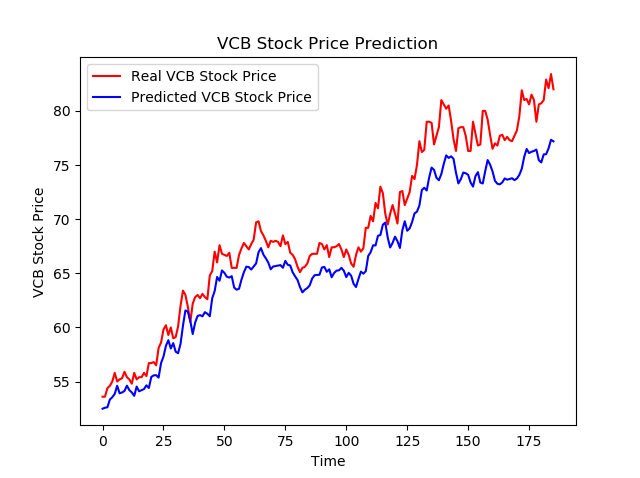 VCB Stock Price Prediction
Real VCB Stock Price
Predicted VCB Stock Price
VCB Stock Price
80
75
70
65
60
55
0 25 50 75 100 125 150 175
Time